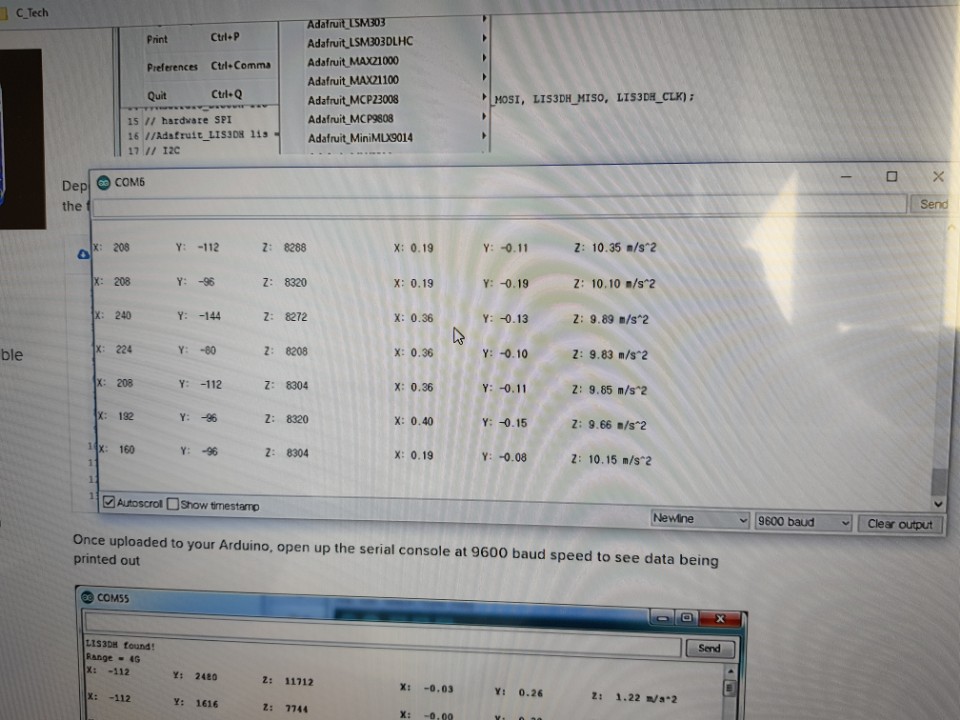 C_Tech
Print Ctrl+P
Preferences Ctrl+Comma
Quit Ctrl+Q
Adafruit_LSM303
Adafruit_LSM303DLHC
Adafruit_MAX21000
Adafruit_MAX21100
Adafruit_MCP23008
Adafruit_MCP9808
Adafruit_MiniMLX9014
_MOSI, LIS3DH_MISO, LIS3DH_CLK);
15 // hardware SPI
16 //Adafruit_LIS3DH lis =
17 // I2C
Dep
the f
ble
COM6
Send
X: 208 Y: -112 Z: 8288 X: 0.19 Y: -0.11 Z: 10.35 m/s^2
X: 208 Y: -96 Z: 8320 X: 0.19 Y: -0.19 Z: 10.10 m/s^2
X: 240 Y: -144 Z: 8272 X: 0.36 Y: -0.13 Z: 9.89 m/s^2
X: 224 Y: -80 Z: 8208 X: 0.36 Y: -0.10 Z: 9.83 m/s^2
X: 208 Y: -112 Z: 8304 X: 0.36 Y: -0.11 Z: 9.85 m/s^2
X: 192 Y: -96 Z: 8320 X: 0.40 Y: -0.15 Z: 9.66 m/s^2
X: 160 Y: -96 Z: 8304 X: 0.19 Y: -0.08 Z: 10.15 m/s^2
Autoscroll Show timestamp Newline 9600 baud Clear output
Once uploaded to your Arduino, open up the serial console at 9600 baud speed to see data being
printed out
COM55
Send
LIS3DH found!
Range = 4G
X: -112 Y: 2480 Z: 11712 X: -0.03 Y: 0.26 Z: 1.22 m/s^2
X: -112 Y: 1616 Z: 7744 X: -0.00